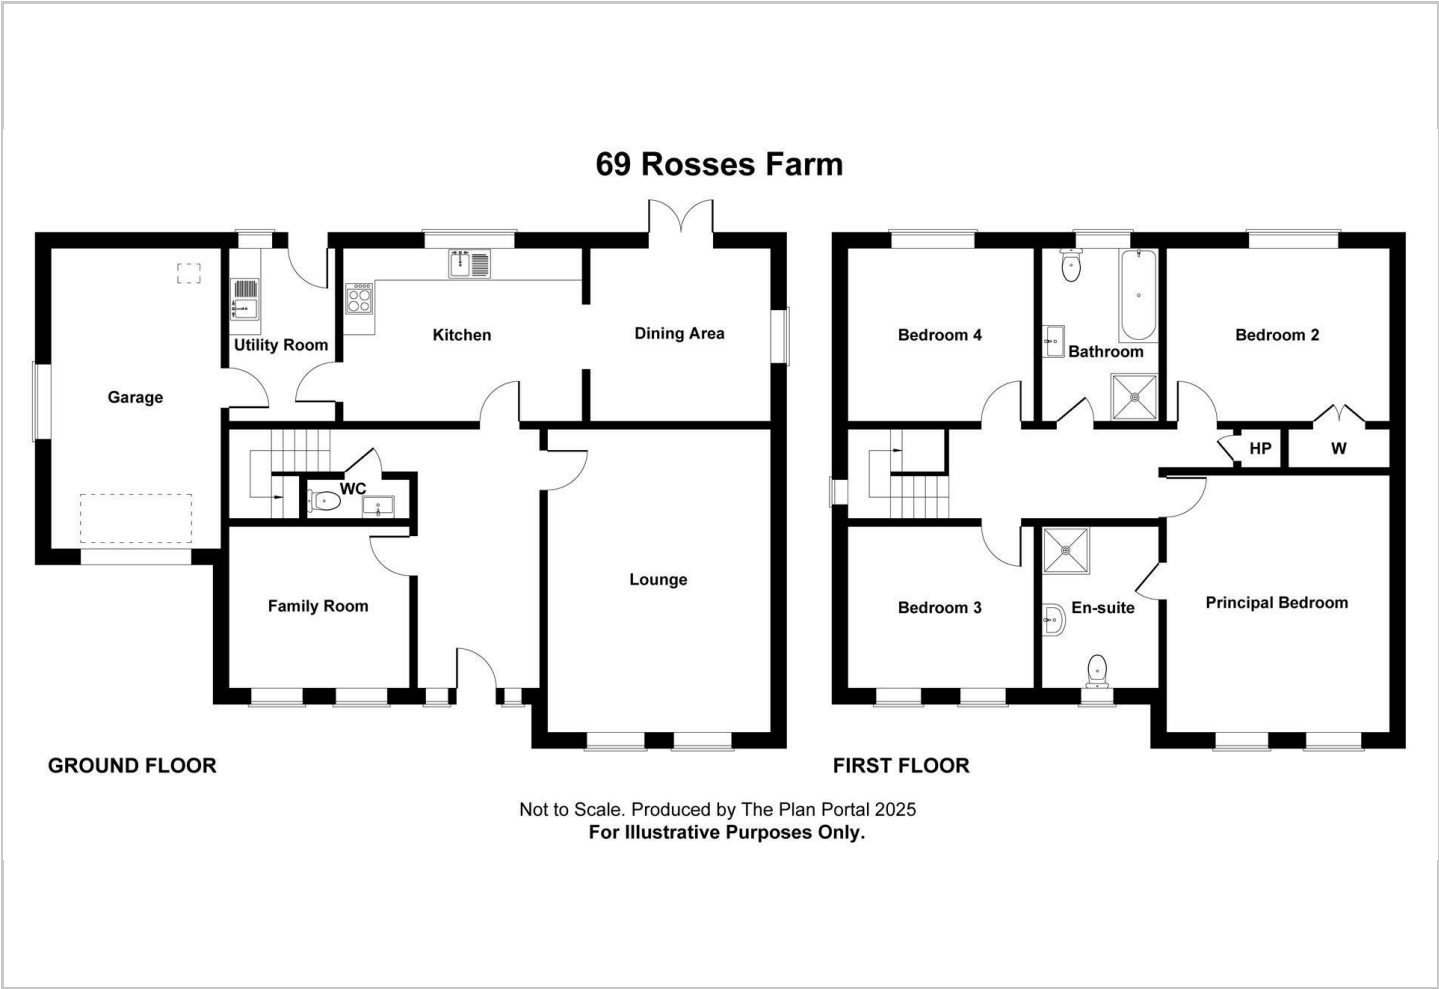 69 Rosses Farm
Utility Room
Kitchen
Dining Area
Garage
WC
Family Room
Lounge
GROUND FLOOR
Bedroom 4
Bathroom
Bedroom 2
HP
W
Bedroom 3
En-suite
Principal Bedroom
FIRST FLOOR
Not to Scale. Produced by The Plan Portal 2025
For Illustrative Purposes Only.